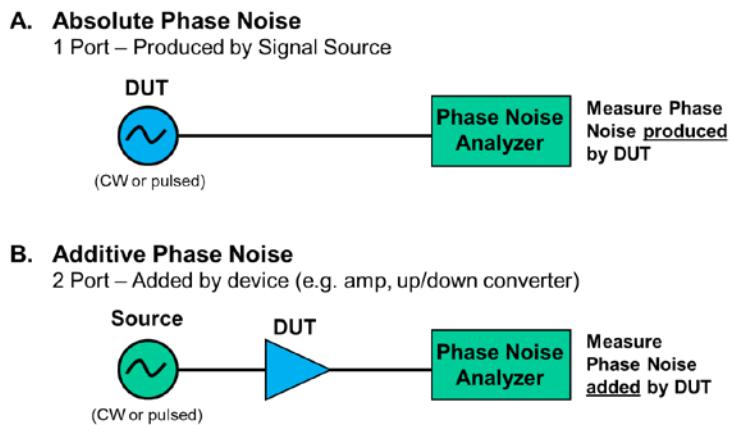 A. Absolute Phase Noise
1 Port – Produced by Signal Source
DUT
Phase Noise
Analyzer
Measure Phase
Noise produced
by DUT
(CW or pulsed)
B. Additive Phase Noise
2 Port – Added by device (e.g. amp, up/down converter)
Source
DUT
Phase Noise
Analyzer
Measure
Phase Noise
added by DUT
(CW or pulsed)